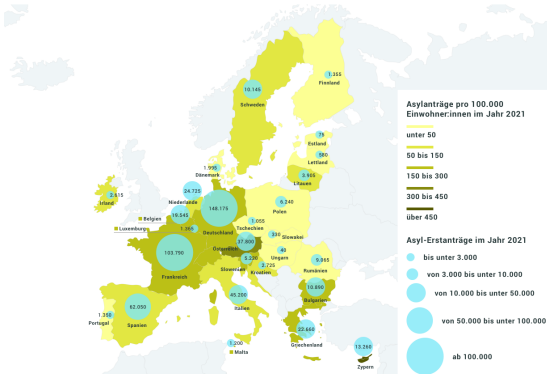 1.355
Finnland
10.145
Schweden
75
Estland
580
Lettland
3.905
Litauen
1.995
Dänemark
2.615
Irland
24.725
Niederlande
19.545
Belgien
1.365
Luxemburg
148.175
Deutschland
6.240
Polen
1.055
Tschechien
330
Slowakei
37.800
Österreich
40
Ungarn
5.220
Slowenien
2.725
Kroatien
9.065
Rumänien
103.790
Frankreich
10.890
Bulgarien
1.350
Portugal
62.050
Spanien
45.200
Italien
22.660
Griechenland
1.200
Malta
13.260
Zypern
Asylanträge pro 100.000
Einwohner:innen im Jahr 2021
unter 50
50 bis 150
150 bis 300
300 bis 450
über 450
Asyl-Erstanträge im Jahr 2021
bis unter 3.000
von 3.000 bis unter 10.000
von 10.000 bis unter 50.000
von 50.000 bis unter 100.000
ab 100.000